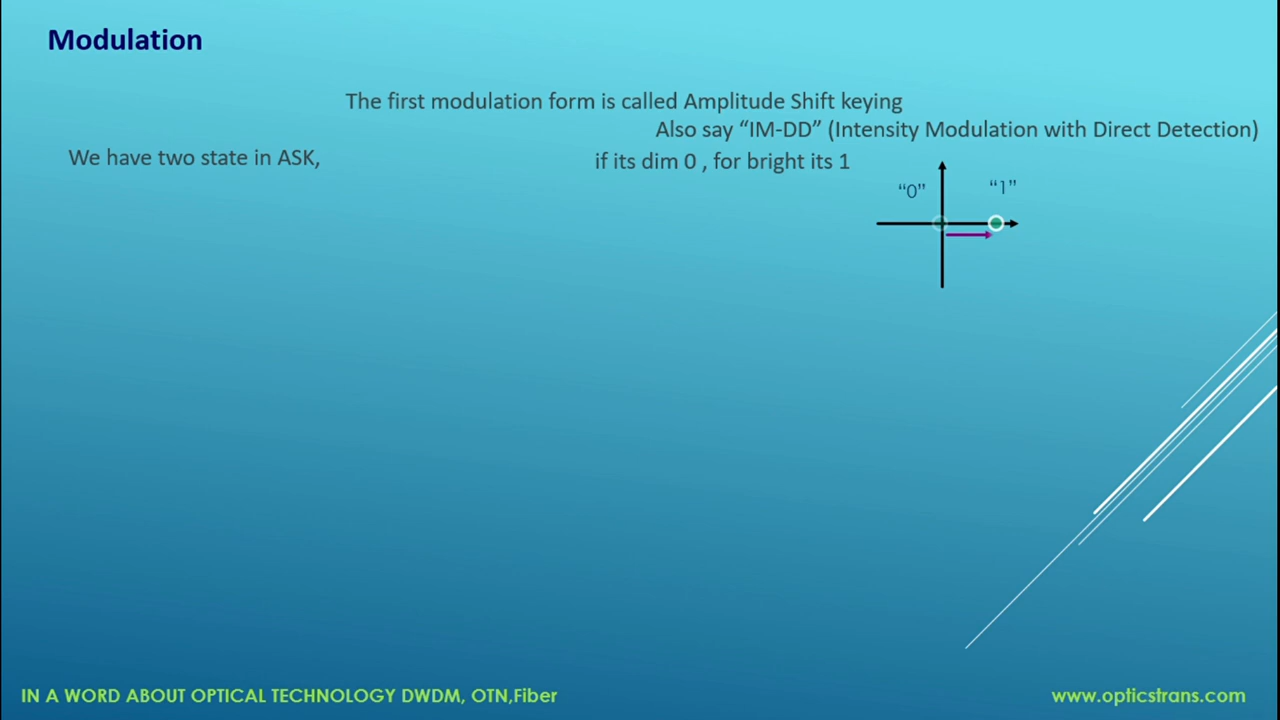 Modulation
The first modulation form is called Amplitude Shift keying
Also say “IM-DD” (Intensity Modulation with Direct Detection)
We have two state in ASK,
if its dim 0 , for bright its 1
“0”
“1”
IN A WORD ABOUT OPTICAL TECHNOLOGY DWDM, OTN,Fiber
www.opticstrans.com